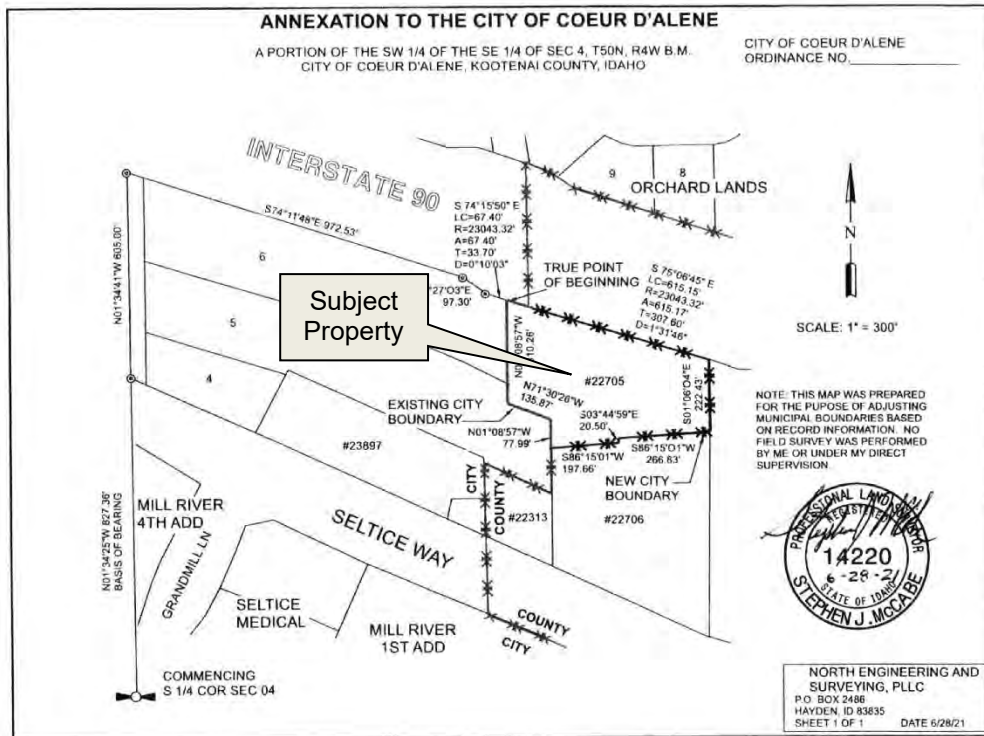 ANNEXATION TO THE CITY OF COEUR D'ALENE
A PORTION OF THE SW 1/4 OF THE SE 1/4 OF SEC 4, T50N, R4W B.M.
CITY OF COEUR D'ALENE, KOOTENAI COUNTY, IDAHO
CITY OF COEUR D'ALENE
ORDINANCE NO.
INTERSTATE 90
9
8
ORCHARD LANDS
S 74°15'50" E
LC=67.40'
R=23043.32'
A=67.40'
T=33.70'
D=0°10'03"
S74°11'48"E 972.53'
N01°34'41"W 605.00'
6
27'03"E
97.30'
TRUE POINT
OF BEGINNING
S 75°06'45" E
LC=615.15'
R=23043.32'
A=615.17'
T=307.60'
D=1°31'46"
N
SCALE: 1" = 300'
Subject
Property
08'57"W
10.26'
#22705
S01°06'04"E
222.43'
5
4
N71°30'26"W
135.87'
EXISTING CITY
BOUNDARY
S03°44'59"E
20.50'
N01°08'57"W
77.99'
S86°15'01"W
197.66'
S86°15'01"W
266.83'
NEW CITY
BOUNDARY
#23897
CITY
COUNTY
#22313
#22706
NOTE: THIS MAP WAS PREPARED
FOR THE PUPOSE OF ADJUSTING
MUNICIPAL BOUNDARIES BASED
ON RECORD INFORMATION. NO
FIELD SURVEY WAS PERFORMED
BY ME OR UNDER MY DIRECT
SUPERVISION
MILL RIVER
4TH ADD
SELTICE WAY
N01°34'25"W 827.36'
BASIS OF BEARING
GRANDMILL LN
SELTICE
MEDICAL
MILL RIVER
1ST ADD
COUNTY
CITY
PROFESSIONAL LAND SURVEYOR
REGISTERED
14220
6-28-21
STATE OF IDAHO
STEPHEN J. McCABE
COMMENCING
S 1/4 COR SEC 04
NORTH ENGINEERING AND
SURVEYING, PLLC
P.O. BOX 2486
HAYDEN, ID 83835
SHEET 1 OF 1 DATE 6/28/21